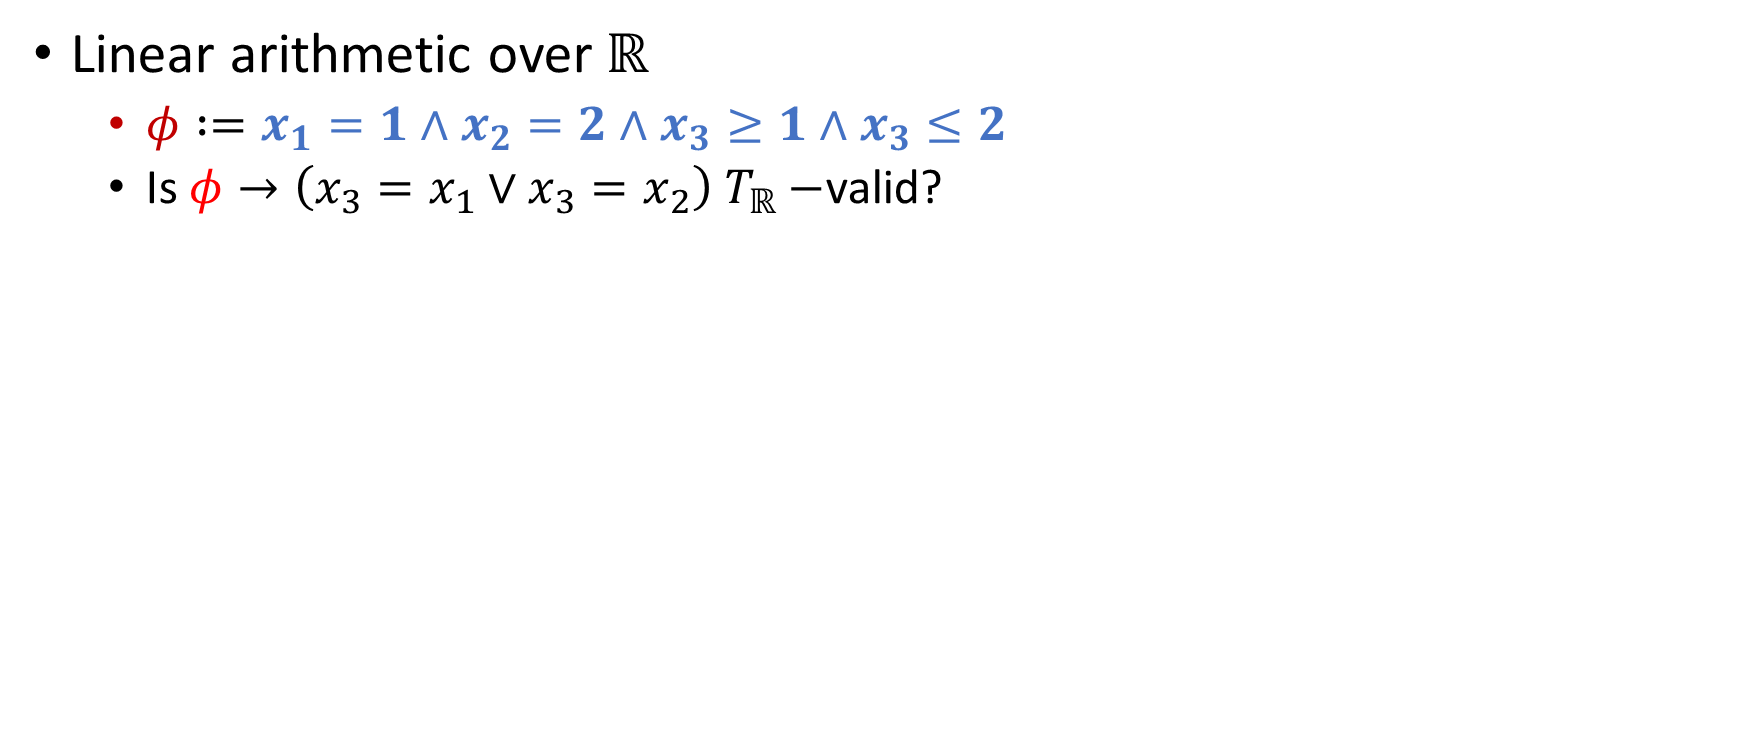 • Linear arithmetic over ℝ
• ϕ := x₁ = 1 ∧ x₂ = 2 ∧ x₃ ≥ 1 ∧ x₃ ≤ 2
• Is ϕ → (x₃ = x₁ ∨ x₃ = x₂) T_ℝ −valid?